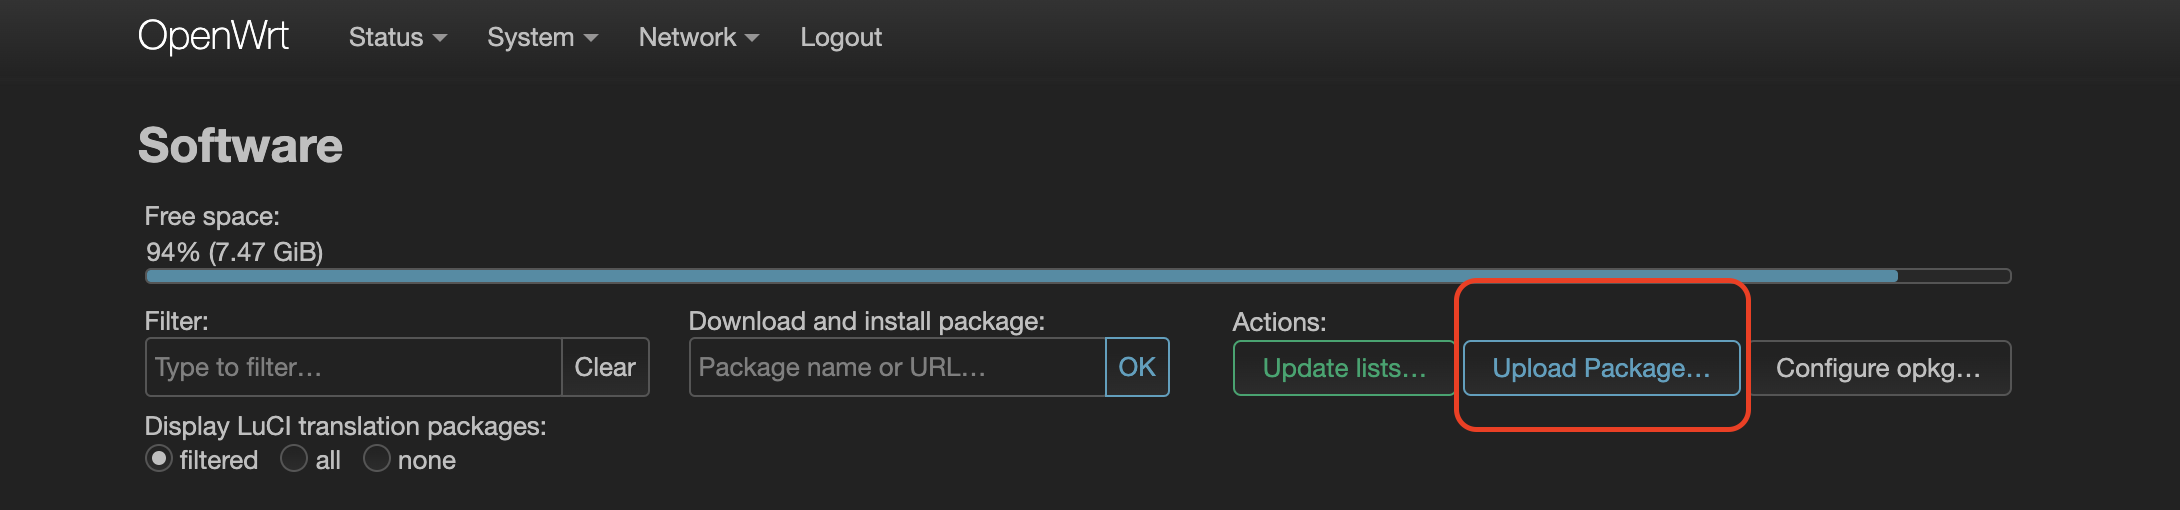 OpenWrt Status System Network Logout
Software
Free space:
94% (7.47 GiB)
Filter:
Type to filter…
Clear
Download and install package:
Package name or URL…
OK
Actions:
Update lists…
Upload Package…
Configure opkg…
Display LuCI translation packages:
filtered all none